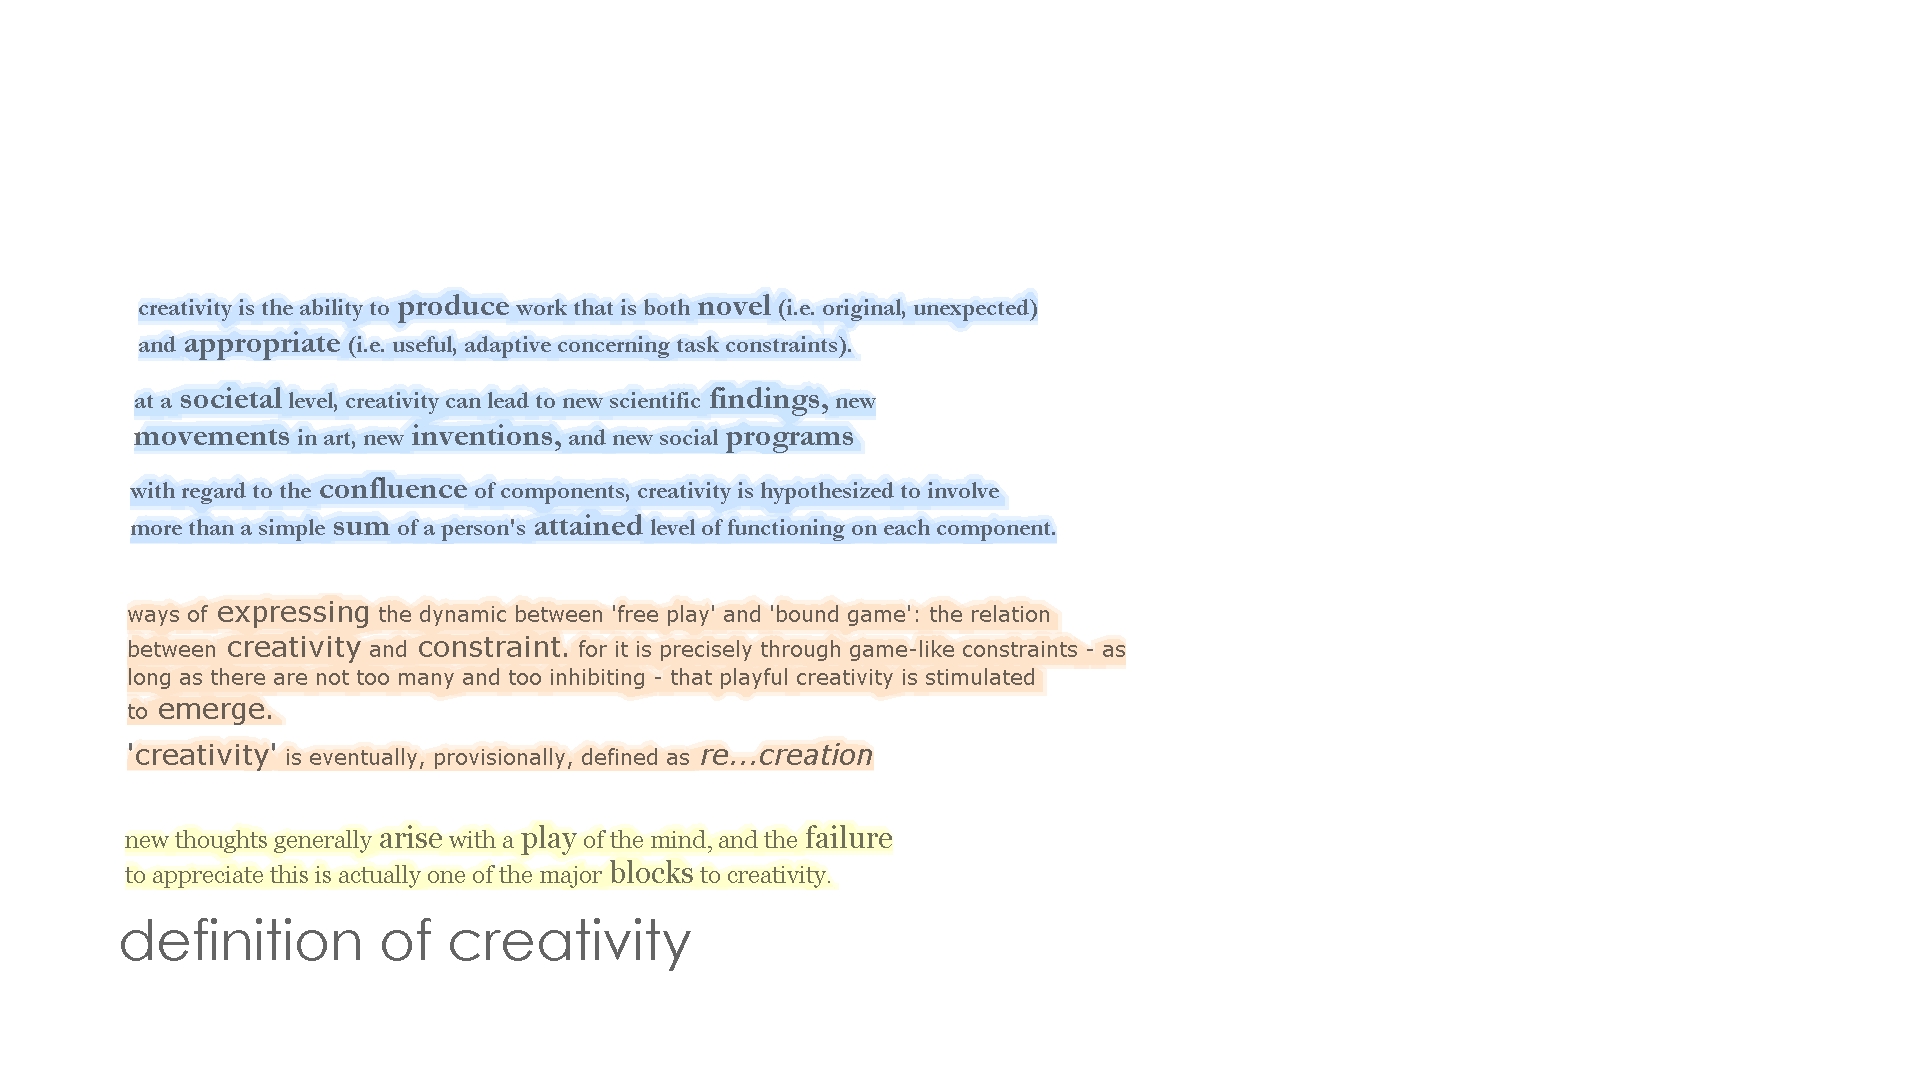 creativity is the ability to produce work that is both novel (i.e. original, unexpected)
and appropriate (i.e. useful, adaptive concerning task constraints).
at a societal level, creativity can lead to new scientific findings, new
movements in art, new inventions, and new social programs
with regard to the confluence of components, creativity is hypothesized to involve
more than a simple sum of a person's attained level of functioning on each component.
ways of expressing the dynamic between 'free play' and 'bound game': the relation
between creativity and constraint. for it is precisely through game-like constraints - as
long as there are not too many and too inhibiting - that playful creativity is stimulated
to emerge.
'creativity' is eventually, provisionally, defined as re...creation
new thoughts generally arise with a play of the mind, and the failure
to appreciate this is actually one of the major blocks to creativity.
definition of creativity